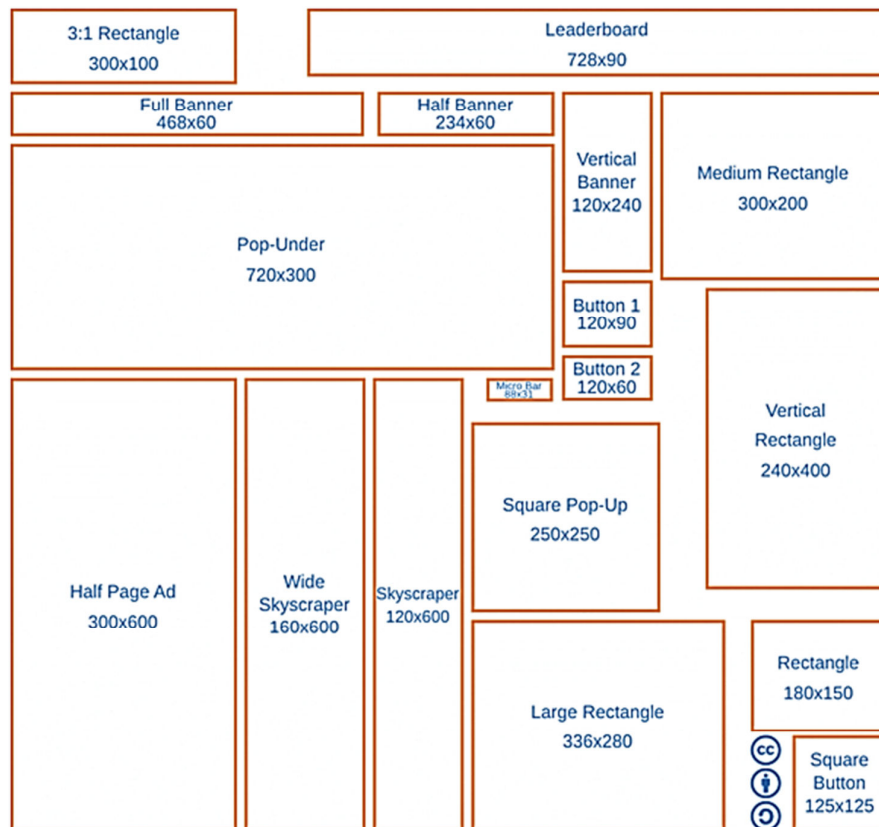 3:1 Rectangle
300x100
Leaderboard
728x90
Full Banner
468x60
Half Banner
234x60
Vertical
Banner
120x240
Medium Rectangle
300x200
Pop-Under
720x300
Button 1
120x90
Button 2
120x60
Micro Bar
88x31
Vertical
Rectangle
240x400
Square Pop-Up
250x250
Half Page Ad
300x600
Wide
Skyscraper
160x600
Skyscraper
120x600
Large Rectangle
336x280
Rectangle
180x150
cc
Square
Button
125x125